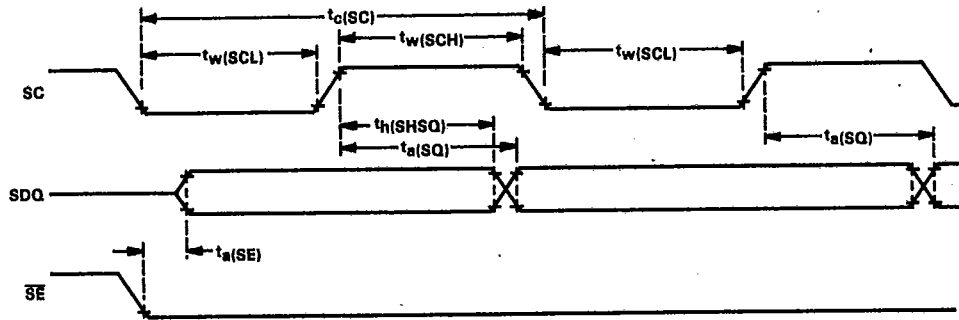 tc(SC)
tw(SCH)
tw(SCL)
tw(SCL)
SC
th(SHSQ)
ta(SQ)
ta(SQ)
SDQ
ta(SE)
SE